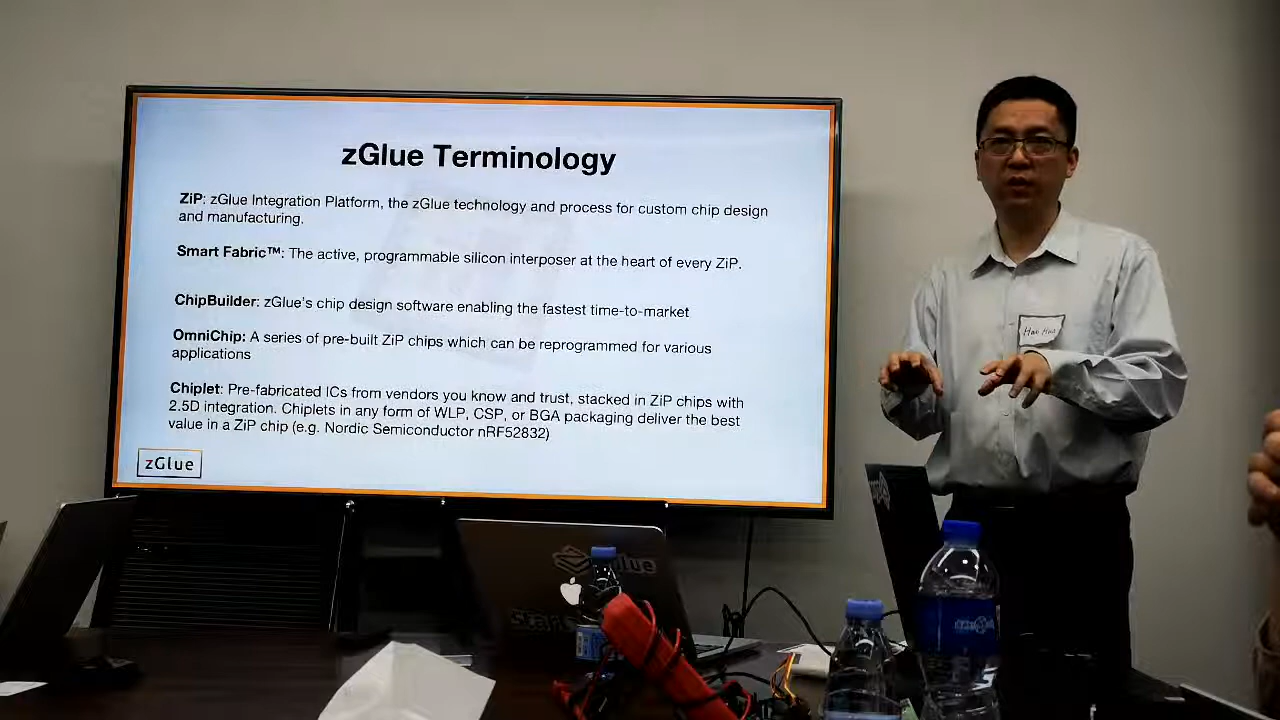 zGlue Terminology
ZiP: zGlue Integration Platform, the zGlue technology and process for custom chip design
and manufacturing.
Smart Fabric™: The active, programmable silicon interposer at the heart of every ZiP.
ChipBuilder: zGlue's chip design software enabling the fastest time-to-market
OmniChip: A series of pre-built ZiP chips which can be reprogrammed for various
applications
Chiplet: Pre-fabricated ICs from vendors you know and trust, stacked in ZiP chips with
2.5D integration. Chiplets in any form of WLP, CSP, or BGA packaging deliver the best
value in a ZiP chip (e.g. Nordic Semiconductor nRF52832)
zGlue